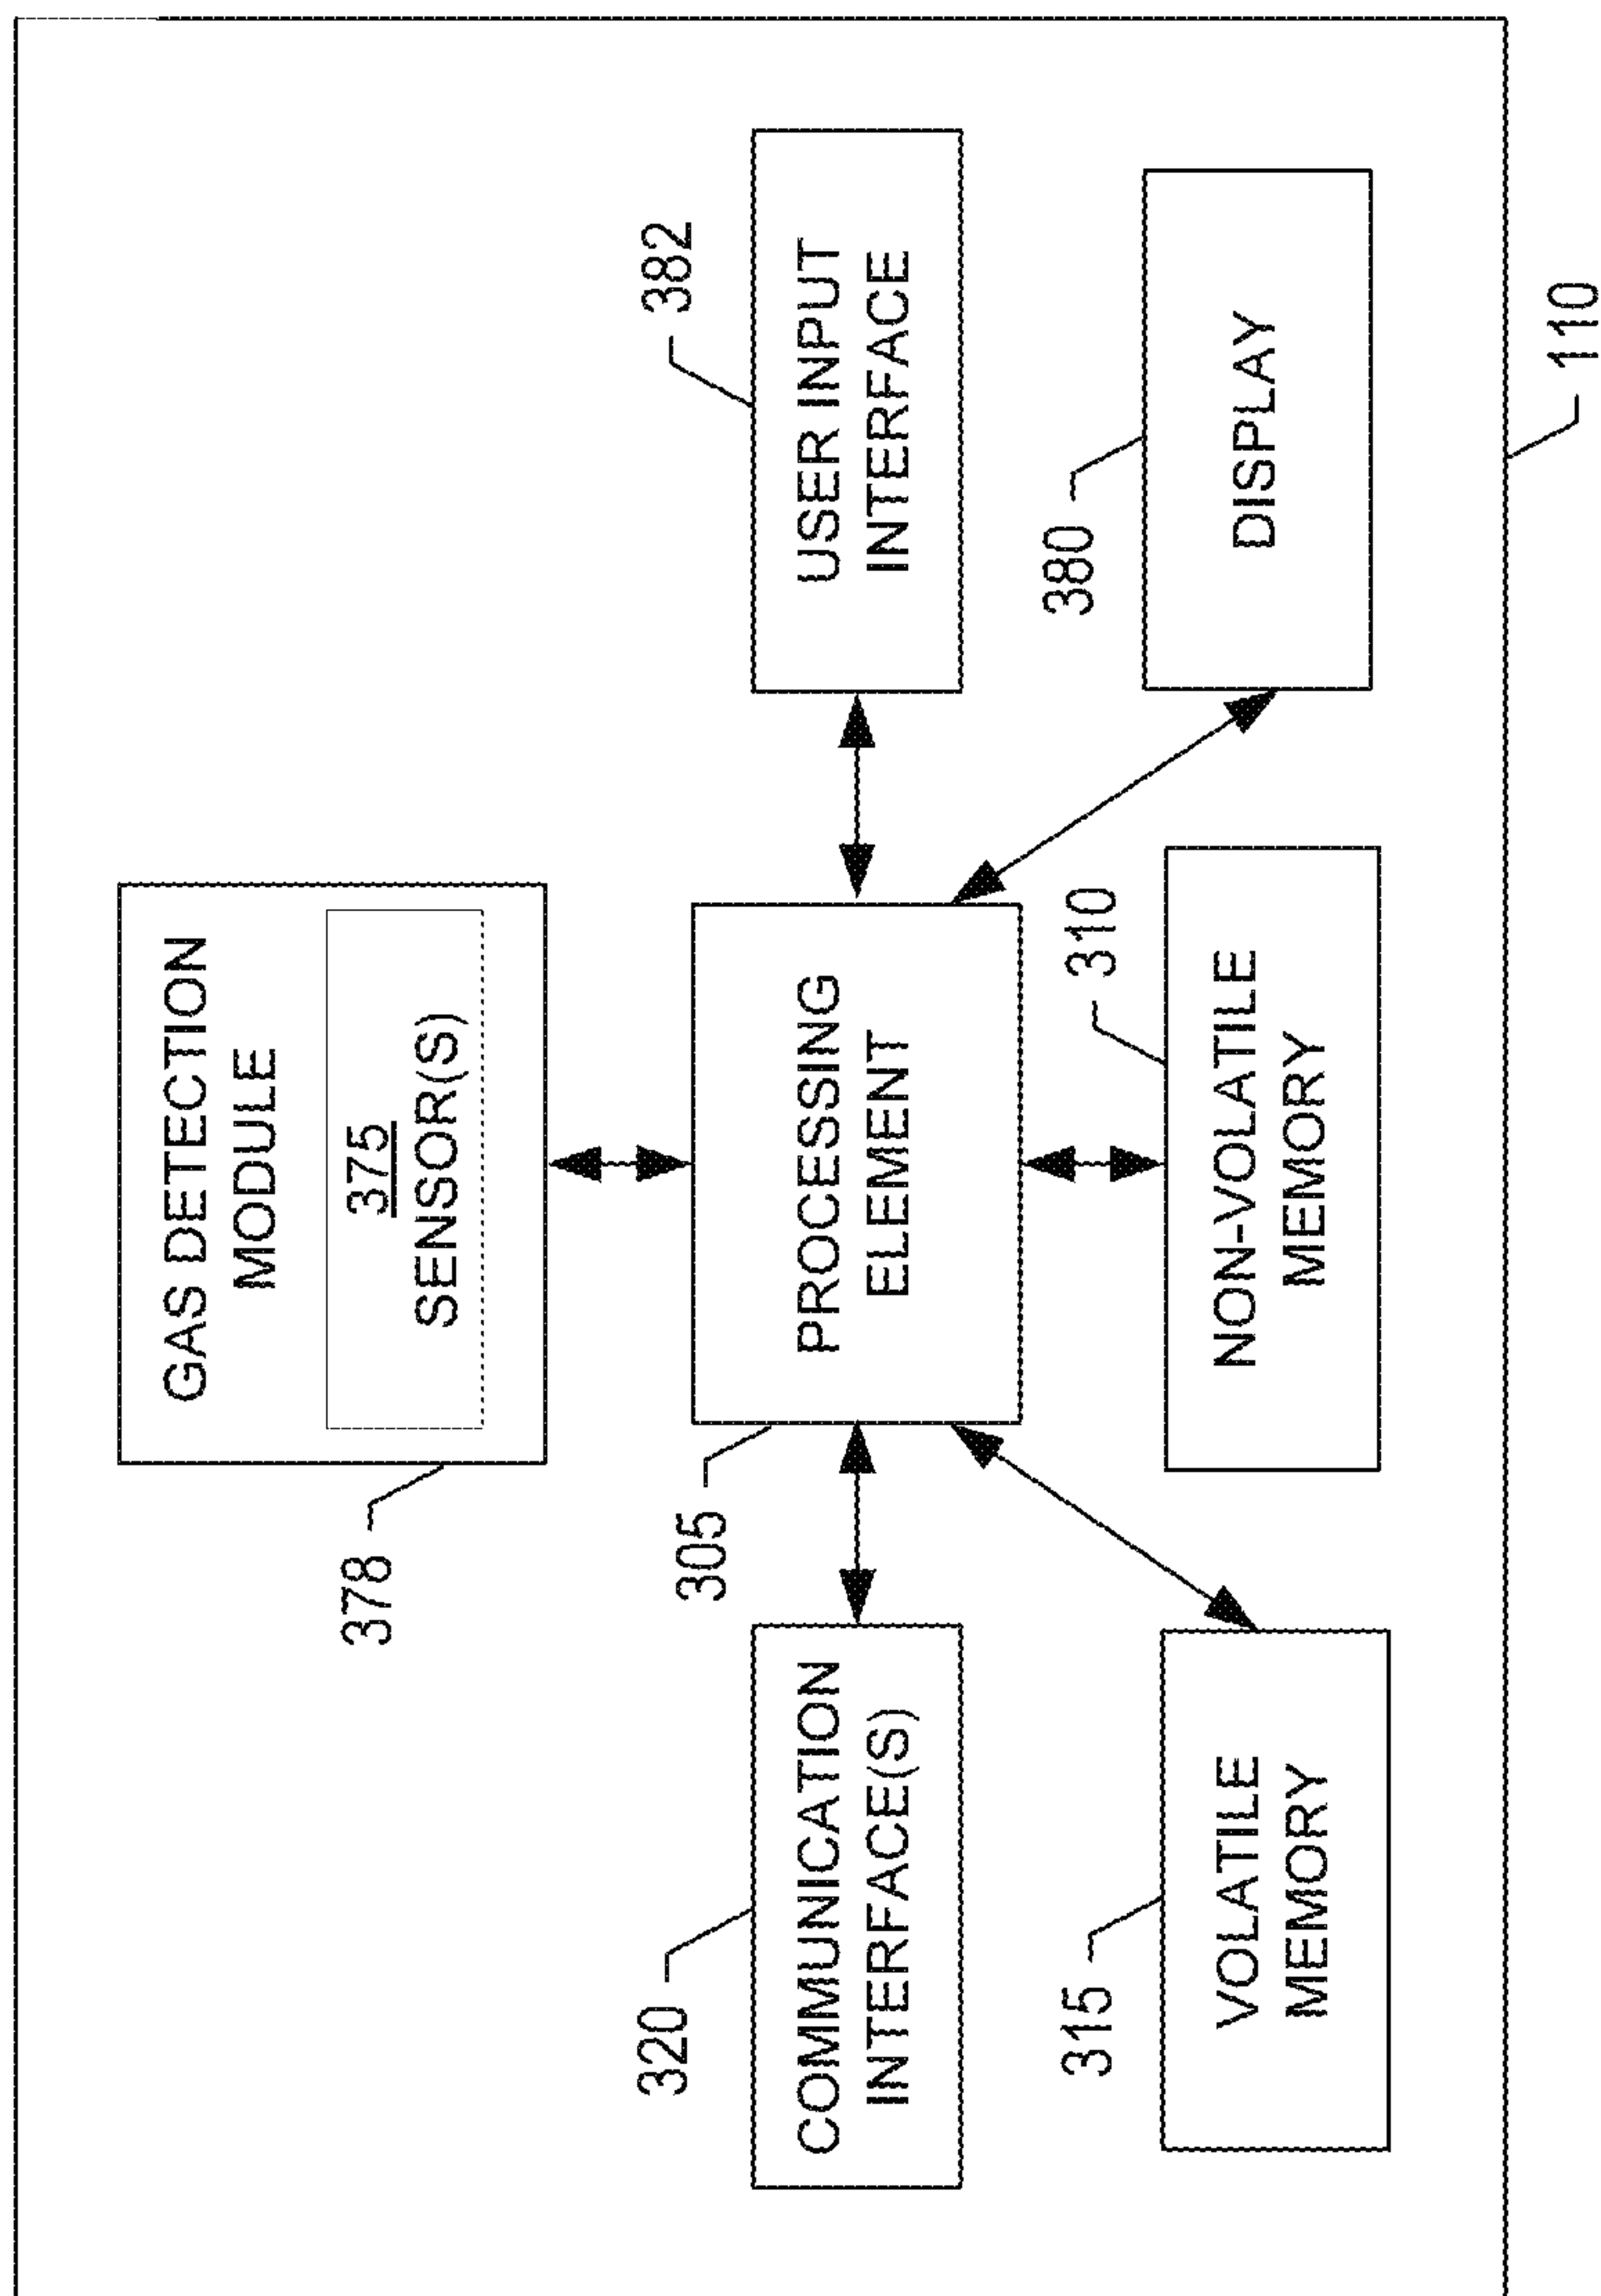 GAS DETECTION
MODULE
375
SENSOR(S)
378
382
320
305
COMMUNICATION
INTERFACE(S)
PROCESSING
ELEMENT
USER INPUT
INTERFACE
315
310
380
VOLATILE
MEMORY
NON-VOLATILE
MEMORY
DISPLAY
110